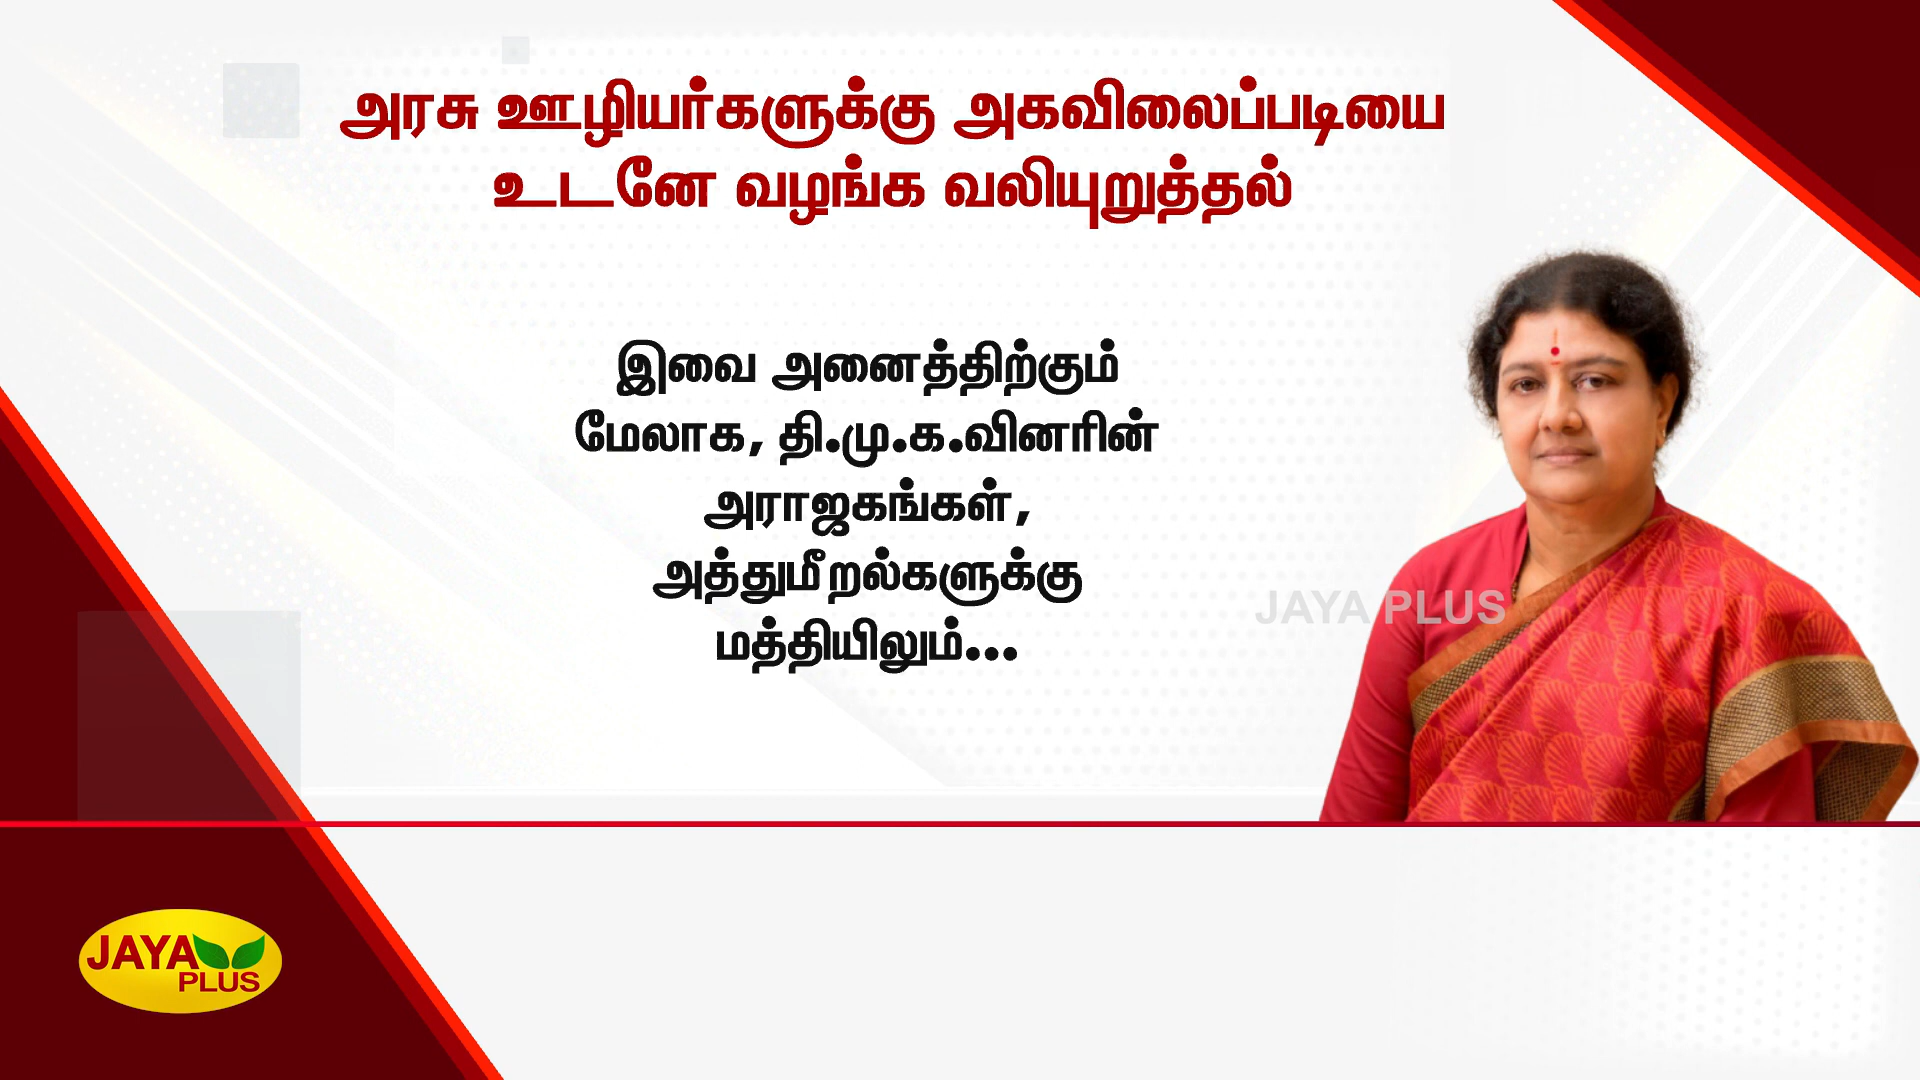 அரசு ஊழியர்களுக்கு அகவிலைப்படியை
உடனே வழங்க வலியுறுத்தல்
இவை அனைத்திற்கும்
மேலாக, தி.மு.க.வினரின்
அராஜகங்கள்,
அத்துமீறல்களுக்கு
மத்தியிலும்...
JAYA PLUS
JAYA
PLUS